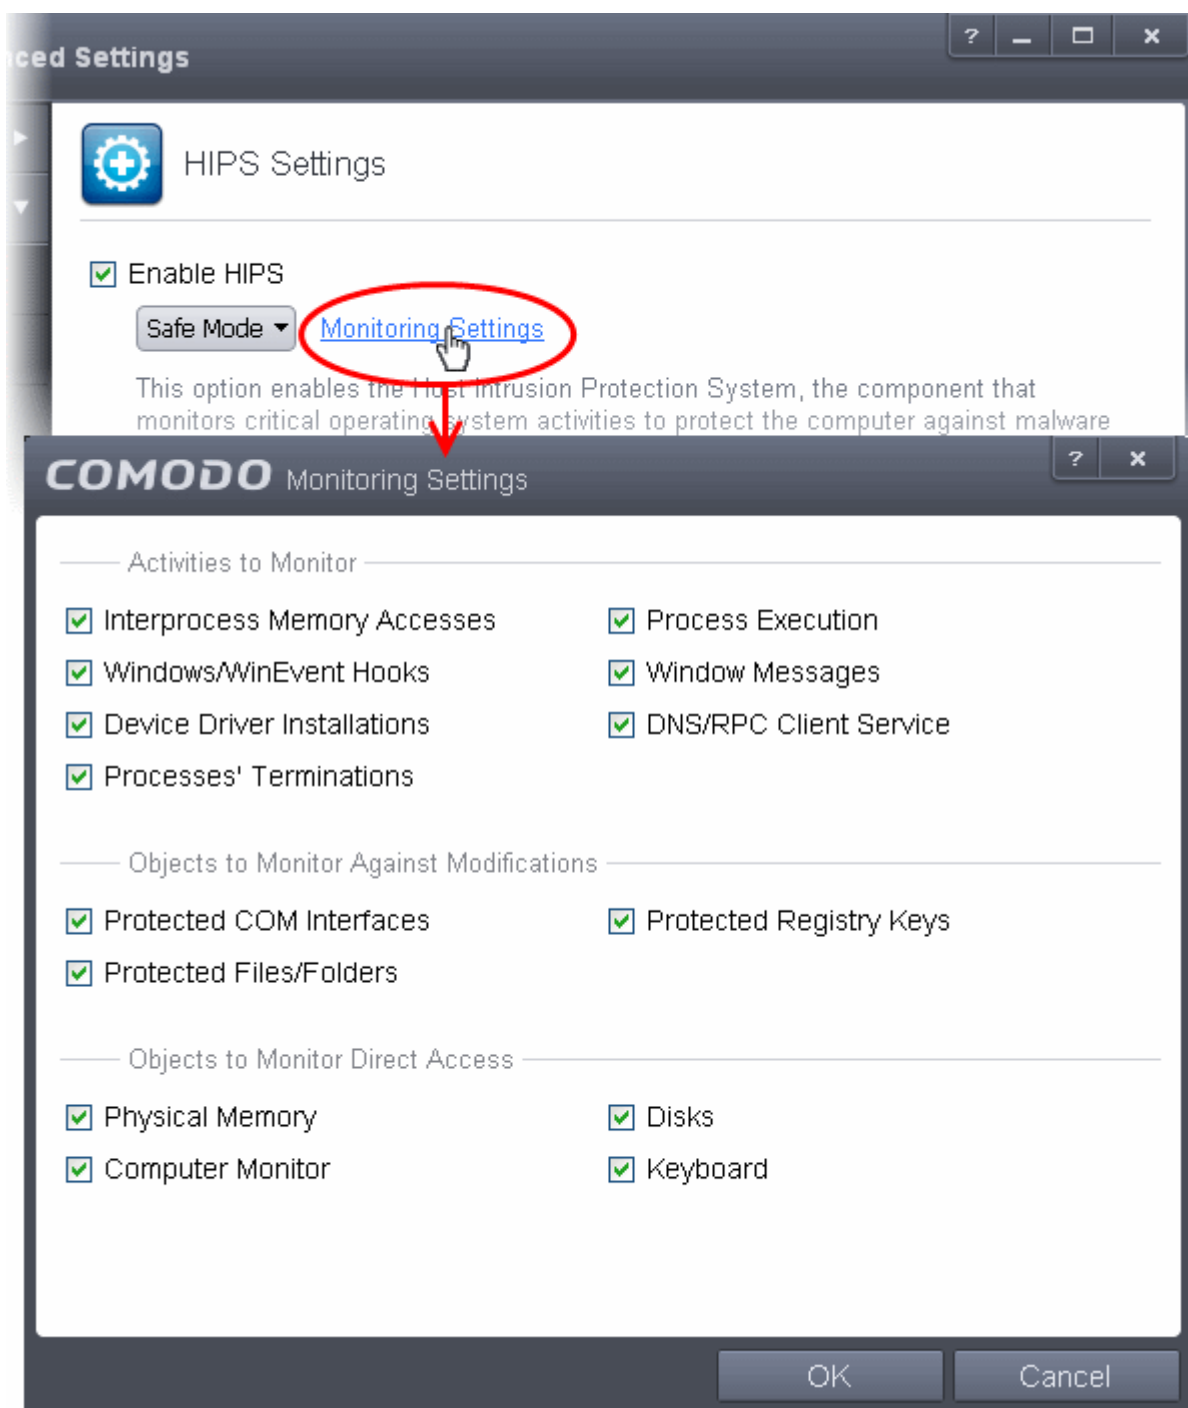 ced Settings
?
HIPS Settings
Enable HIPS
Safe Mode Monitoring Settings
This option enables the Host Intrusion Protection System, the component that
monitors critical operating system activities to protect the computer against malware
COMODO Monitoring Settings ?
Activities to Monitor
Interprocess Memory Accesses Process Execution
Windows/WinEvent Hooks Window Messages
Device Driver Installations DNS/RPC Client Service
Processes' Terminations
Objects to Monitor Against Modifications
Protected COM Interfaces Protected Registry Keys
Protected Files/Folders
Objects to Monitor Direct Access
Physical Memory Disks
Computer Monitor Keyboard
OK Cancel